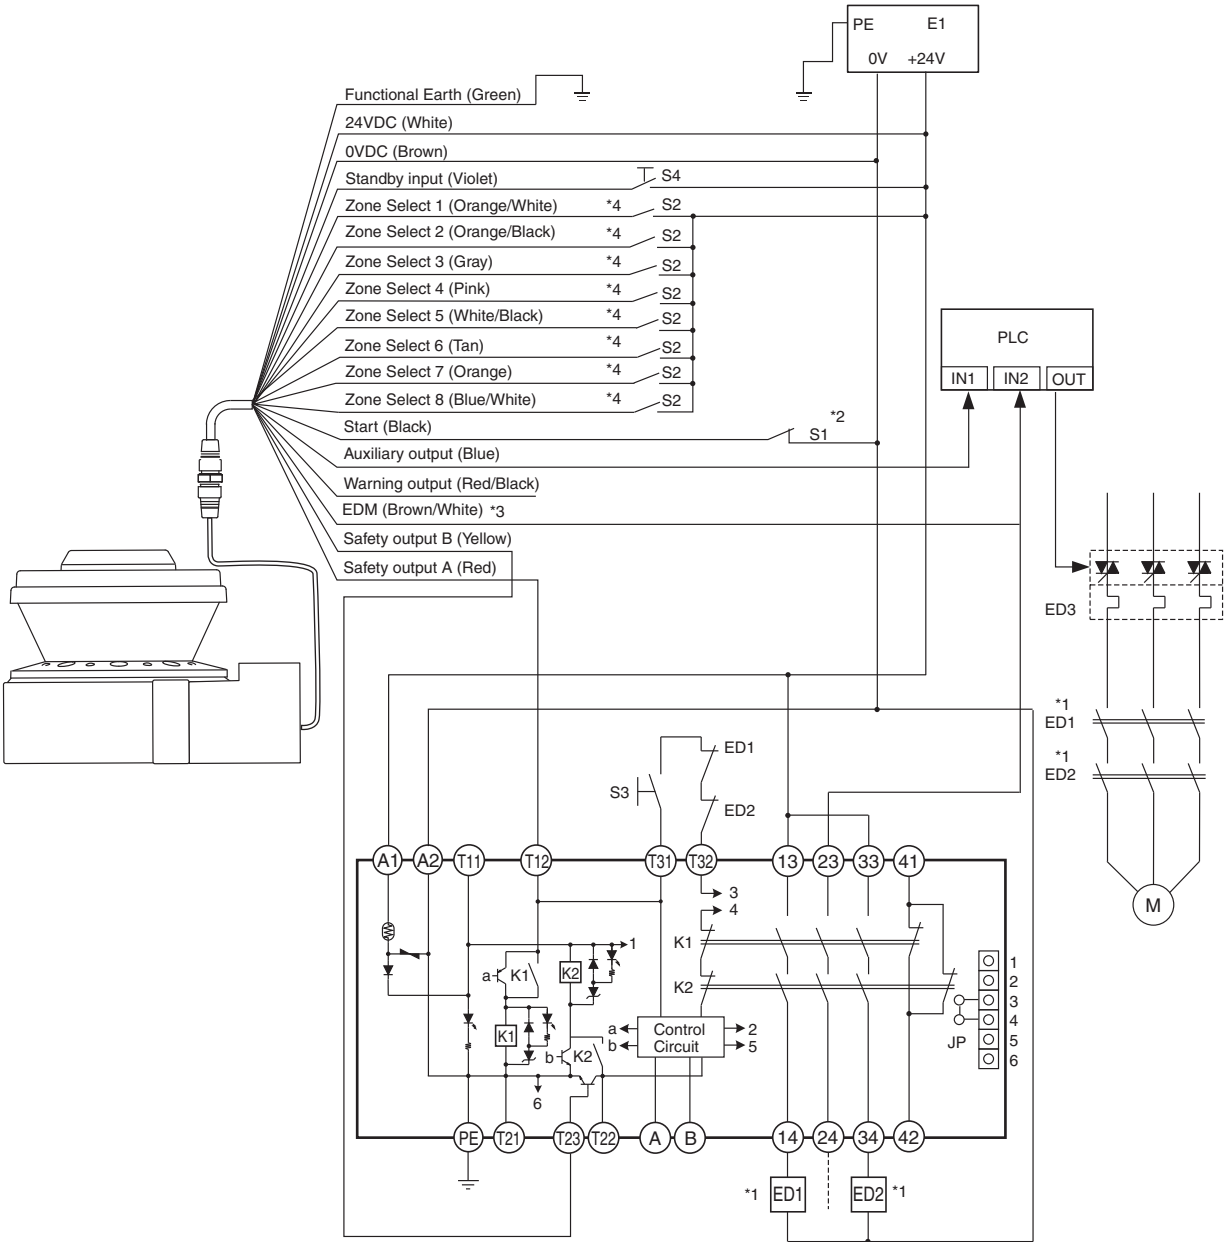 PE E1
0V +24V
Functional Earth (Green)
24VDC (White)
0VDC (Brown)
Standby input (Violet) S4
Zone Select 1 (Orange/White) *4 S2
Zone Select 2 (Orange/Black) *4 S2
Zone Select 3 (Gray) *4 S2
Zone Select 4 (Pink) *4 S2
Zone Select 5 (White/Black) *4 S2
Zone Select 6 (Tan) *4 S2
Zone Select 7 (Orange) *4 S2
Zone Select 8 (Blue/White) *4 S2
Start (Black) S1 *2
Auxiliary output (Blue)
Warning output (Red/Black)
EDM (Brown/White) *3
Safety output B (Yellow)
Safety output A (Red)
PLC
IN1 IN2 OUT
ED3
*1
ED1
*1
ED2
M
ED1
S3
ED2
A1 A2 T11 T12 T31 T32 13 23 33 41
3
4
1
K1
a K1 K2
K2
K1
b K2
a Control 2
b Circuit 5
6
1
2
3
4
JP 5
6
PE T21 T23 T22 A B 14 24 34 42
*1 ED1 ED2 *1